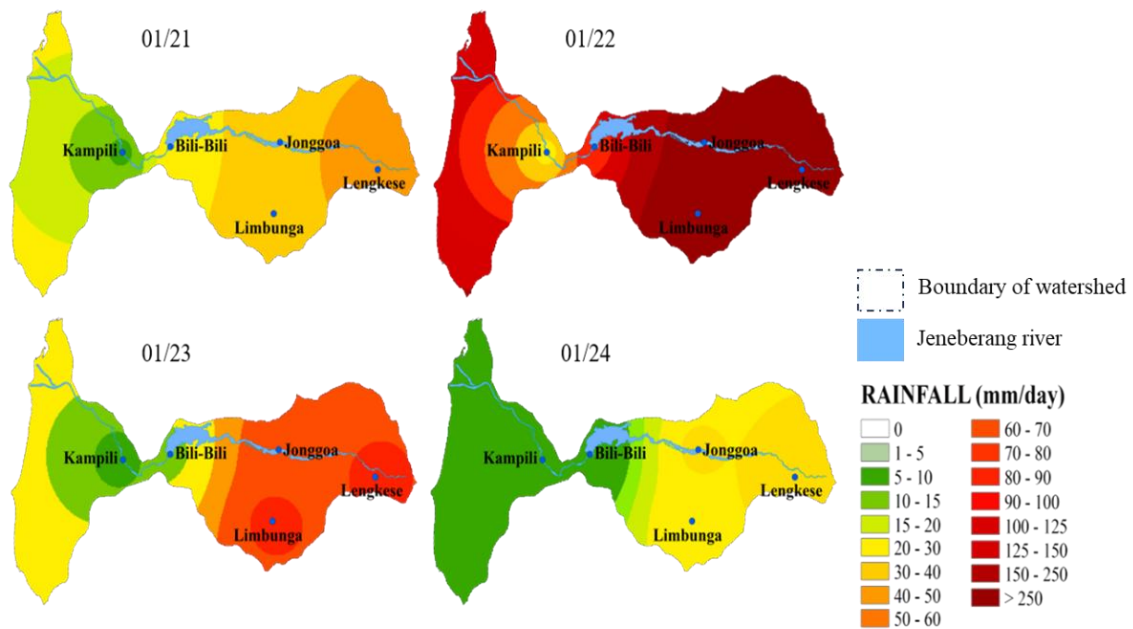 01/21
Kampili
Bili-Bili
Jonggoa
Lengkese
Limbunga
01/22
Kampili
Bili-Bili
Jonggoa
Lengkese
Limbunga
01/23
Kampili
Bili-Bili
Jonggoa
Lengkese
Limbunga
01/24
Kampili
Bili-Bili
Jonggoa
Lengkese
Limbunga
Boundary of watershed
Jeneberang river
RAINFALL (mm/day)
0
1 - 5
5 - 10
10 - 15
15 - 20
20 - 30
30 - 40
40 - 50
50 - 60
60 - 70
70 - 80
80 - 90
90 - 100
100 - 125
125 - 150
150 - 250
> 250